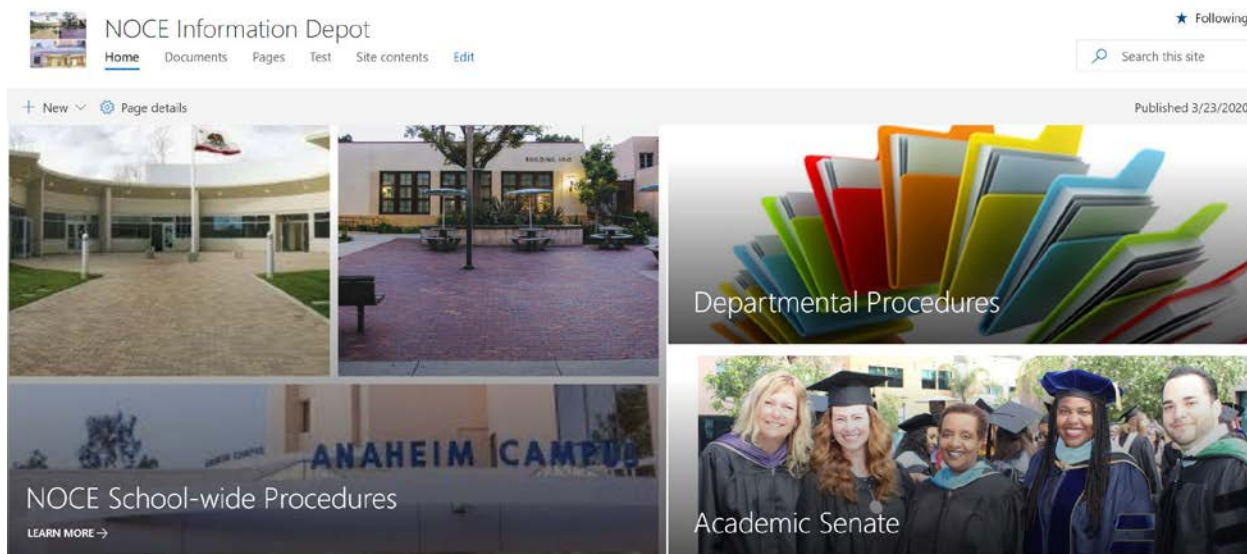 NOCE Information Depot
★ Following
Home Documents Pages Test Site contents Edit
Search this site
+ New Page details
Published 3/23/2020
Departmental Procedures
ANAHEIM CAMPUS
NOCE School-wide Procedures
LEARN MORE →
Academic Senate